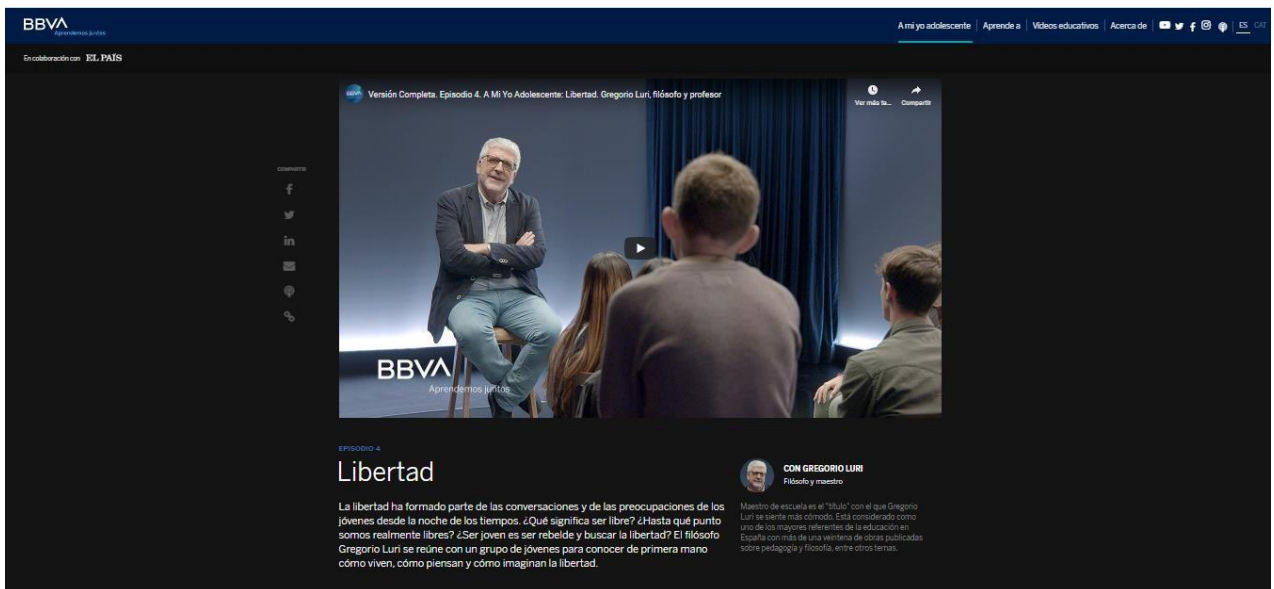 BBVA
Aprendemos juntos
A mi yo adolescente
Aprende a
Vídeos educativos
Acerca de
ES
CAT
En colaboración con EL PAÍS
Versión Completa. Episodio 4. A Mi Yo Adolescente: Libertad. Gregorio Luri, filósofo y profesor
Ver más ta...
Compartir
COMPARTIR
BBVA
Aprendemos juntos
EPISODIO 4
Libertad
La libertad ha formado parte de las conversaciones y de las preocupaciones de los
jóvenes desde la noche de los tiempos. ¿Qué significa ser libre? ¿Hasta qué punto
somos realmente libres? ¿Ser joven es ser rebelde y buscar la libertad? El filósofo
Gregorio Luri se reúne con un grupo de jóvenes para conocer de primera mano
cómo viven, cómo piensan y cómo imaginan la libertad.
CON GREGORIO LURI
Filósofo y maestro
Maestro de escuela es el "título" con el que Gregorio
Luri se siente más cómodo. Está considerado como
uno de los mayores referentes de la educación en
España con más de una veintena de obras publicadas
sobre pedagogía y filosofía, entre otros temas.